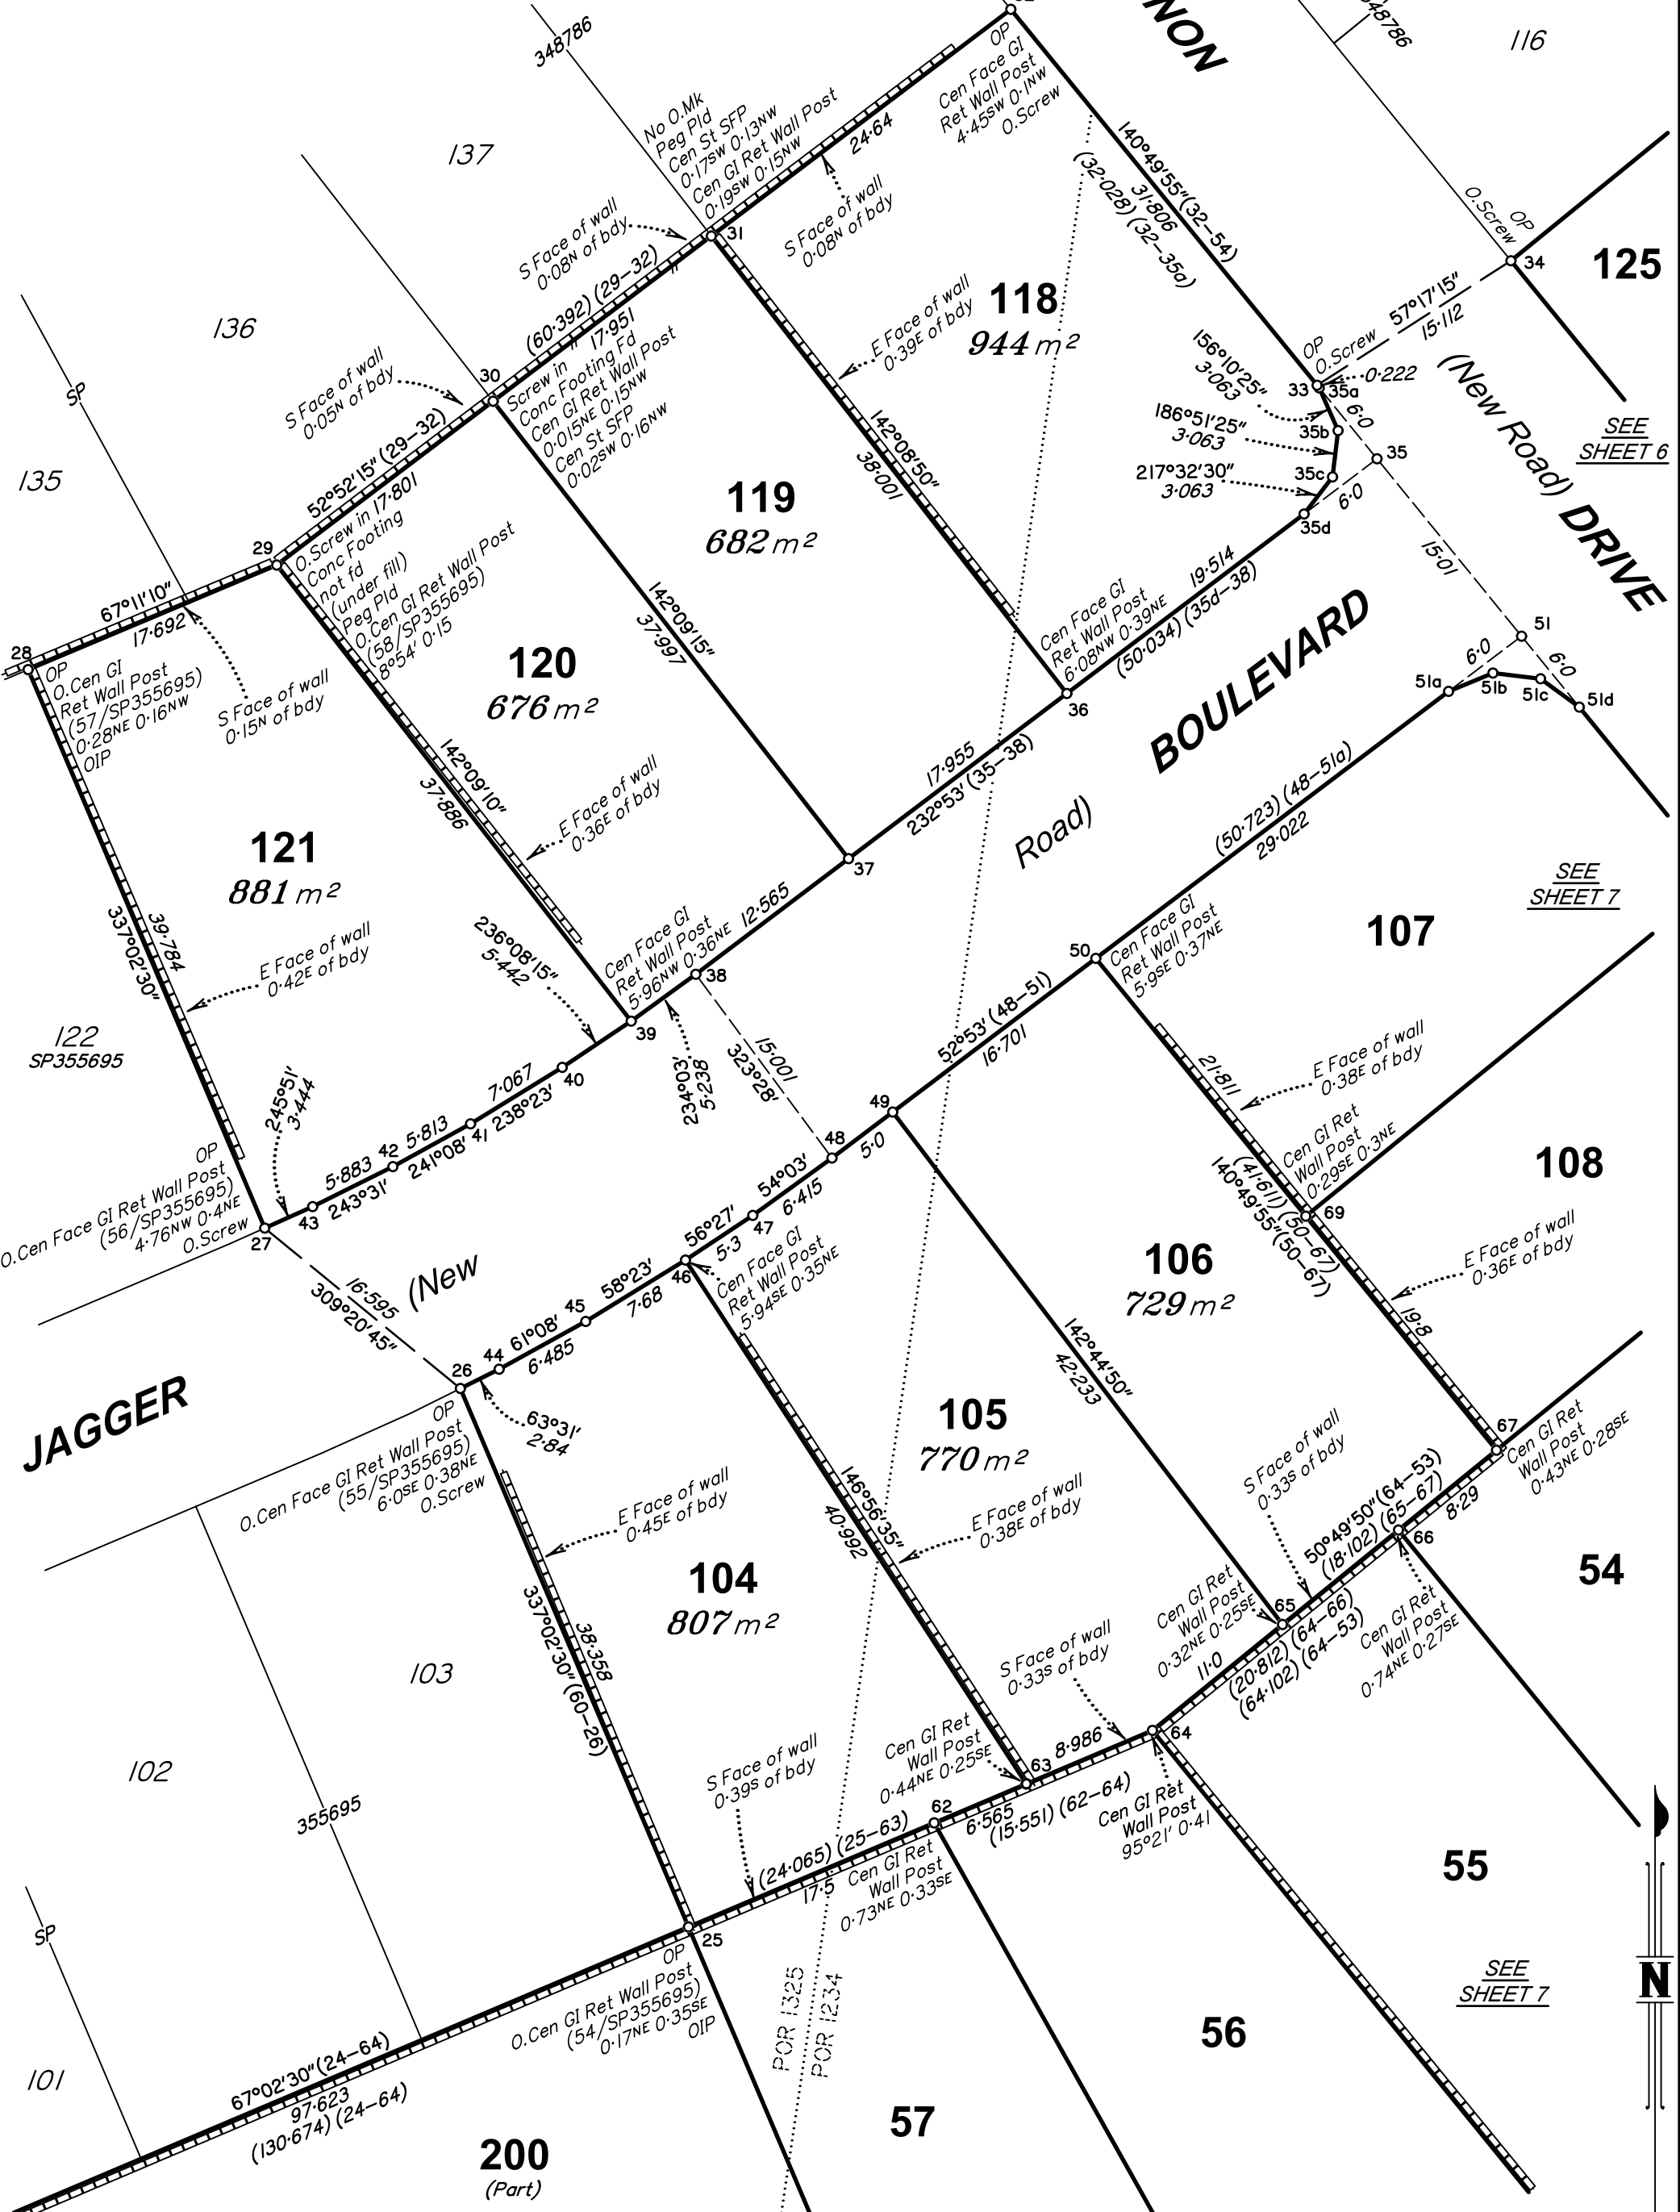 348786
NON
348786
116
137
No O.Mk
Peg Pld
Cen St SFP
0·17SW 0·13NW
Cen GI Ret Wall Post
0·19SW 0·15NW
24·64
OP
Cen Face GI
Ret Wall Post
4·45SW 0·1NW
O.Screw
140°49'55"(32–54)
31·806
(32·028) (32–35a)
S Face of wall
0·08N of bdy
S Face of wall
0·08N of bdy
31
O.Screw
OP
34
125
136
(60·392) (29–32)
17·951
118
944 m²
E Face of wall
0·39E of bdy
57°17'15"
15·112
OP
O.Screw
33
35a
0·222
156°10'25"
3·063
6·0
35b
186°51'25"
3·063
35
35c
217°32'30"
3·063
6·0
35d
(New Road) DRIVE
SEE
SHEET 6
SP
S Face of wall
0·05N of bdy
30
Screw in
Conc Footing Fd
Cen GI Ret Wall Post
0·015NE 0·15NW
Cen St SFP
0·02SW 0·16NW
135
52°52'15" (29–32)
17·801
142°08'50"
38·001
119
682 m²
29
O.Screw in
Conc Footing
not fd
(under fill)
Peg Pld
O.Cen GI Ret Wall Post
(58/SP355695)
8°54' 0·15
67°11'10"
17·692
28
OP
O.Cen GI
Ret Wall Post
(57/SP355695)
0·28NE 0·16NW
OIP
S Face of wall
0·15N of bdy
142°09'15"
37·997
19·514
(50·034) (35d–38)
Cen Face GI
Ret Wall Post
6·08NW 0·39NE
36
15·01
51
6·0
6·0
51a
51b
51c
51d
120
676 m²
BOULEVARD
142°09'10"
37·886
E Face of wall
0·36E of bdy
17·955
232°53' (35–38)
37
Road)
(50·723) (48–51a)
29·022
121
881 m²
SEE
SHEET 7
107
337°02'30"
39·784
E Face of wall
0·42E of bdy
236°08'15"
5·442
Cen Face GI
Ret Wall Post
5·96NW 0·36NE
12·565
38
39
50
Cen Face GI
Ret Wall Post
5·9SE 0·37NE
122
SP355695
52°53' (48–51)
16·701
15·001
323°28'
234°03'
5·238
21·811
E Face of wall
0·38E of bdy
245°51'
3·444
7·067
40
238°23'
41
5·813
241°08'
42
5·883
243°31'
43
49
48
5·0
54°03'
6·415
47
OP
O.Cen Face GI Ret Wall Post
(56/SP355695)
4·76NW 0·4NE
O.Screw
27
Cen GI Ret
Wall Post
0·29SE 0·3NE
69
108
(41·611) (50–67)
140°49'55"(50–67)
56°27'
5·3
46
Cen Face GI
Ret Wall Post
5·94SE 0·35NE
E Face of wall
0·36E of bdy
106
729 m²
(New
16·595
309°20'45"
58°23'
7·68
45
61°08'
6·485
44
26
63°31'
2·84
142°44'50"
42·233
19·8
JAGGER
OP
O.Cen Face GI Ret Wall Post
(55/SP355695)
6·0SE 0·38NE
O.Screw
105
770 m²
67
Cen GI Ret
Wall Post
0·43NE 0·28SE
S Face of wall
0·33S of bdy
50°49'50"(64–53)
(18·102) (65–67)
8·29
E Face of wall
0·45E of bdy
146°56'35"
40·992
E Face of wall
0·38E of bdy
66
54
104
807 m²
337°02'30"(60–26)
38·358
Cen GI Ret
Wall Post
0·32NE 0·25SE
65
Cen GI Ret
Wall Post
0·74NE 0·27SE
11·0
(20·812) (64–66)
(64·102) (64–53)
S Face of wall
0·33S of bdy
103
102
355695
S Face of wall
0·39S of bdy
Cen GI Ret
Wall Post
0·44NE 0·25SE
63
8·986
64
Cen GI Ret
Wall Post
95°21' 0·41
62
6·565
(15·551) (62–64)
(24·065) (25–63)
17·5
Cen GI Ret
Wall Post
0·73NE 0·33SE
55
SP
25
OP
O.Cen GI Ret Wall Post
(54/SP355695)
0·17NE 0·35SE
OIP
POR 1325
POR 1234
SEE
SHEET 7
N
56
101
67°02'30"(24–64)
97·623
(130·674) (24–64)
57
200
(Part)